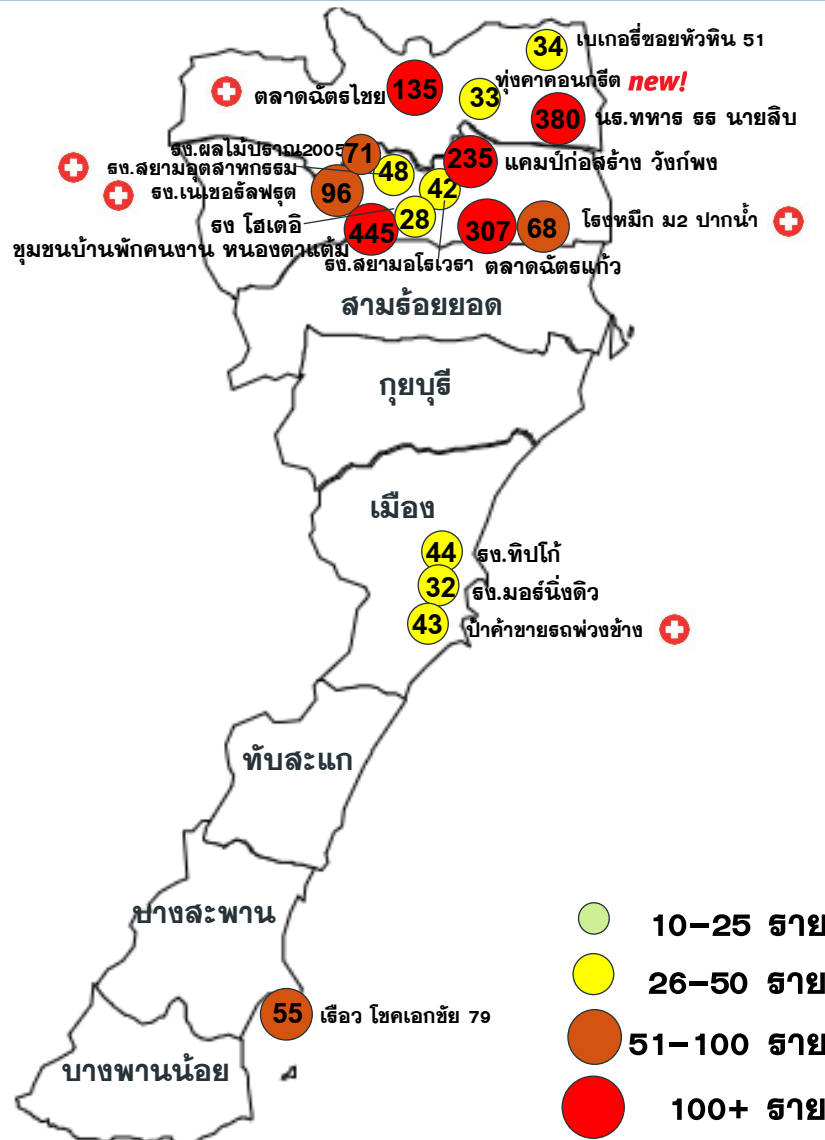 34 เบเกอรี่ซอยหัวหิน 51
ทุ่งคาคอนกรีต new!
ตลาดฉัตรไชย 135
33
380 นร.ทหาร รร นายสิบ
รง.ผลไม้ปราณ2005 71
235 แคมป์ก่อสร้าง วังก์พง
รง.สยามอุตสาหกรรม 48
รง.เนเชอรัลฟรุต 96
42
รง โฮเตอิ 28
307 68 โรงหมึก ม2 ปากน้ำ
ชุมชนบ้านพักคนงาน หนองตาแต้ม 445
รง.สยามอโรเวรา ตลาดฉัตรแก้ว
สามร้อยยอด
กุยบุรี
เมือง
44 รง.ทิปโก้
32 รง.มอร์นิ่งดิว
43 ป้าค้าขายรถพ่วงข้าง
ทับสะแก
บางสะพาน
55 เรือว โชคเอกชัย 79
บางพานน้อย
10-25 ราย
26-50 ราย
51-100 ราย
100+ ราย